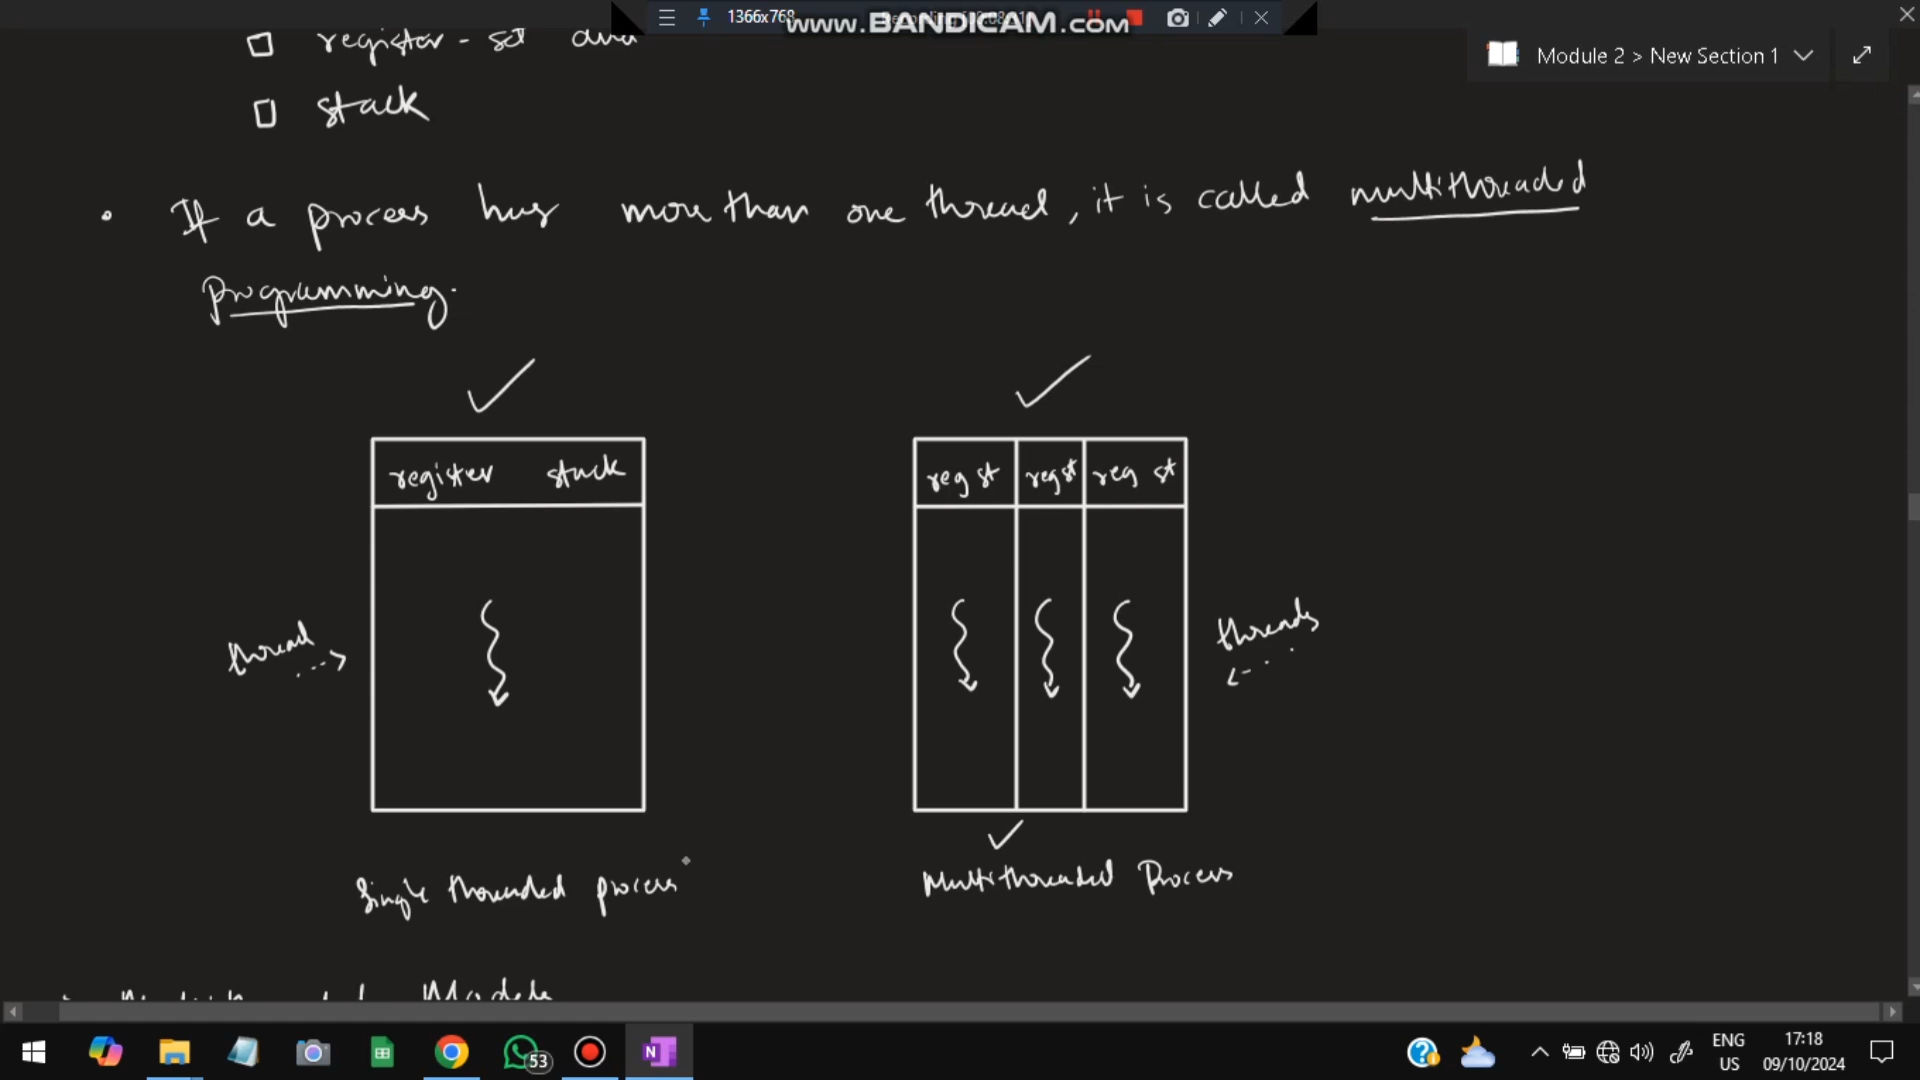 1366x768
www.BANDICAM.com
Module 2 > New Section 1
register - set and
stack
If a process has more than one thread, it is called multithreaded
programming.
register stack
reg st reg st reg st
thread
threads
Single threaded process
Multithreaded Process
Models
53
ENG
US
17:18
09/10/2024